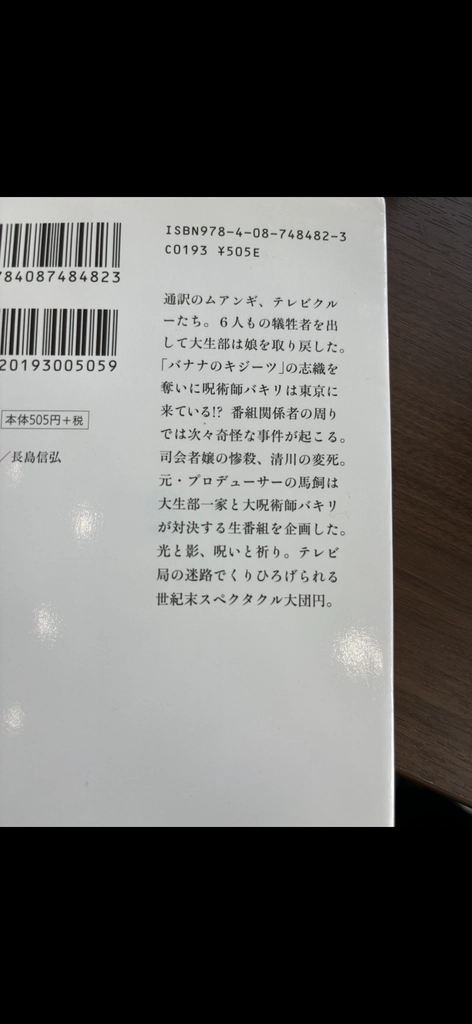 ISBN978-4-08-748482-3
C0193 ¥505E
784087484823
20193005059
本体505円+税
/長島信弘
通訳のムアンギ、テレビクル
ーたち。6人もの犠牲者を出
して大生部は娘を取り戻した。
「バナナのキジーツ」の志織を
奪いに呪術師バキリは東京に
来ている!? 番組関係者の周り
では次々奇怪な事件が起こる。
司会者嬢の惨殺、清川の変死。
元・プロデューサーの馬飼は
大生部一家と大呪術師バキリ
が対決する生番組を企画した。
光と影、呪いと祈り。テレビ
局の迷路でくりひろげられる
世紀末スペクタクル大団円。